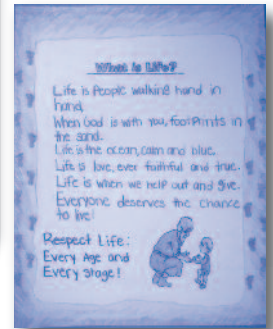 What is Life?
Life is People walking hand in
hand,
When God is with you, footprints in
the sand.
Life is the ocean, calm and blue.
Life is love, ever faithful and true.
Life is when we help out and give.
Everyone deserves the chance
to live!
Respect Life:
Every Age and
Every Stage!